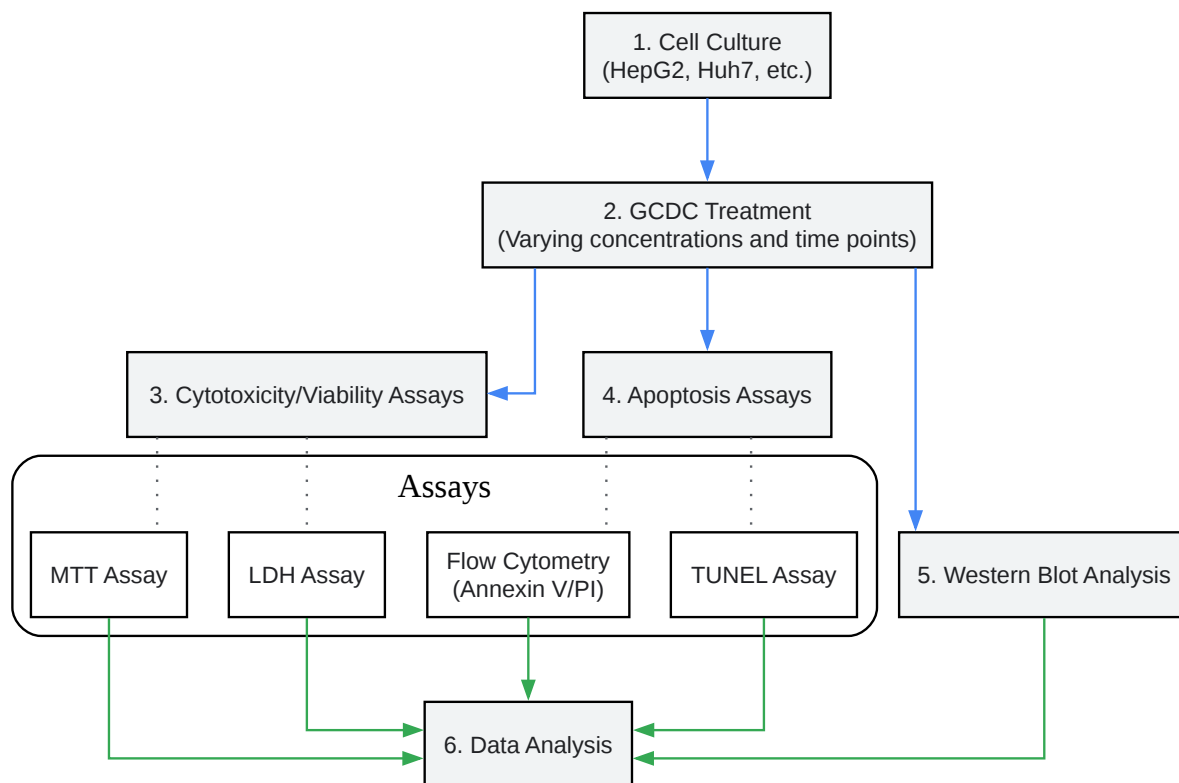 1. Cell Culture
(HepG2, Huh7, etc.)
2. GCDC Treatment
(Varying concentrations and time points)
3. Cytotoxicity/Viability Assays
4. Apoptosis Assays
Assays
MTT Assay
LDH Assay
Flow Cytometry
(Annexin V/PI)
TUNEL Assay
5. Western Blot Analysis
6. Data Analysis